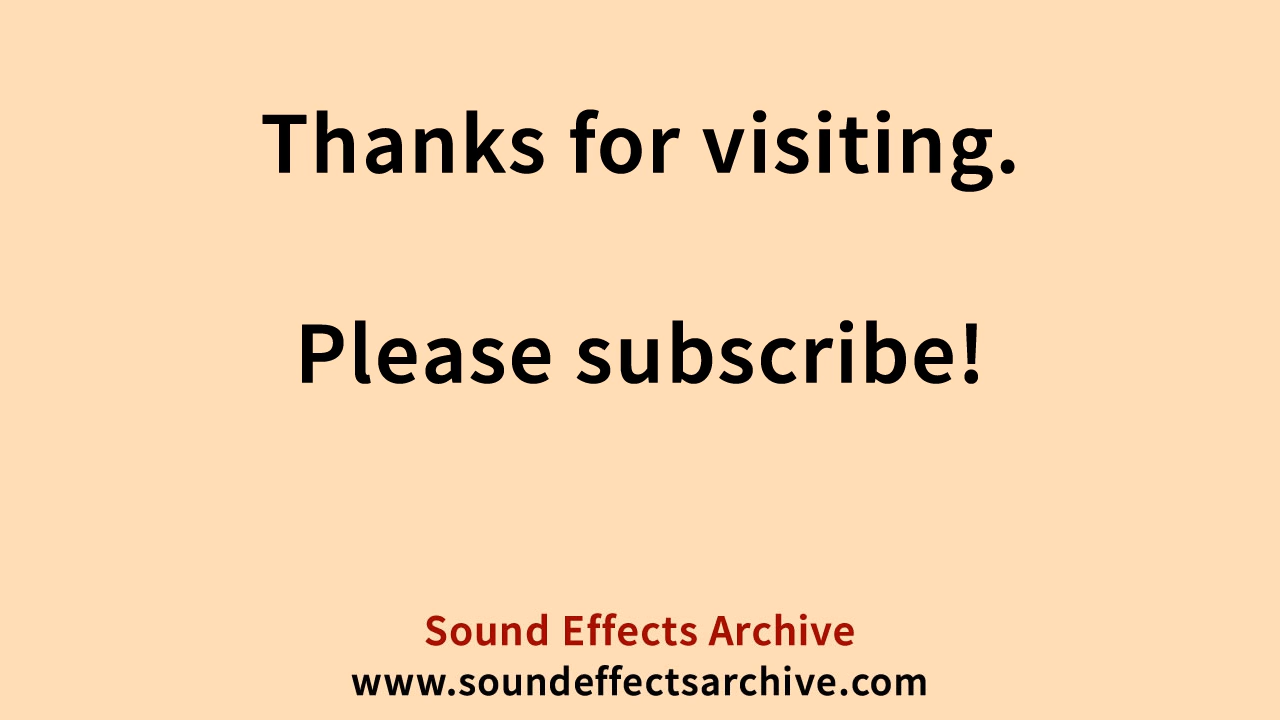 Thanks for visiting.
Please subscribe!
Sound Effects Archive
www.soundeffectsarchive.com